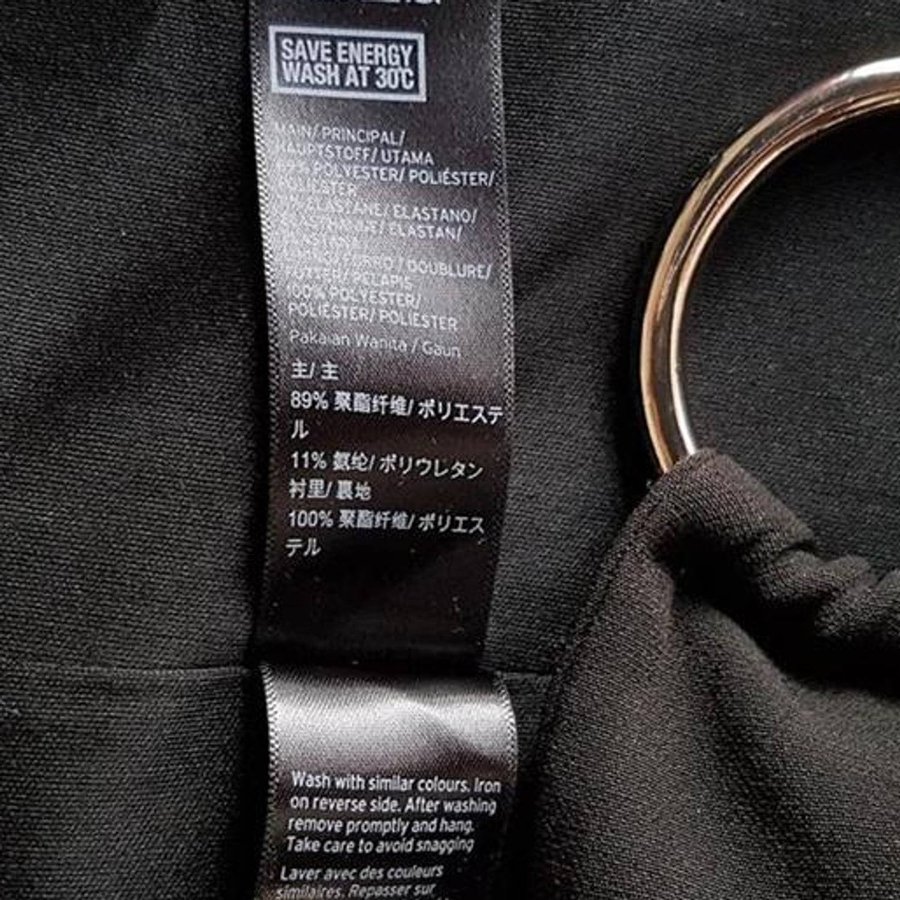 SAVE ENERGY
WASH AT 30°C
MAIN/ PRINCIPAL/
HAUPTSTOFF/ UTAMA
POLYESTER/ POLIÉSTER/
POLIESTER
ELASTANE/ ELASTANO/
ELASTAN/
DOUBLURE/
FUTTER/ PELAPIS
100% POLYESTER/
POLIESTER/ POLIESTER
Pakaian Wanita / Gaun
主/ 主
89% 聚酯纤维/ ポリエステ
ル
11% 氨纶/ ポリウレタン
衬里/ 裏地
100% 聚酯纤维/ ポリエス
テル
Wash with similar colours. Iron
on reverse side. After washing
remove promptly and hang.
Take care to avoid snagging
Laver avec des couleurs
similaires. Repasser sur